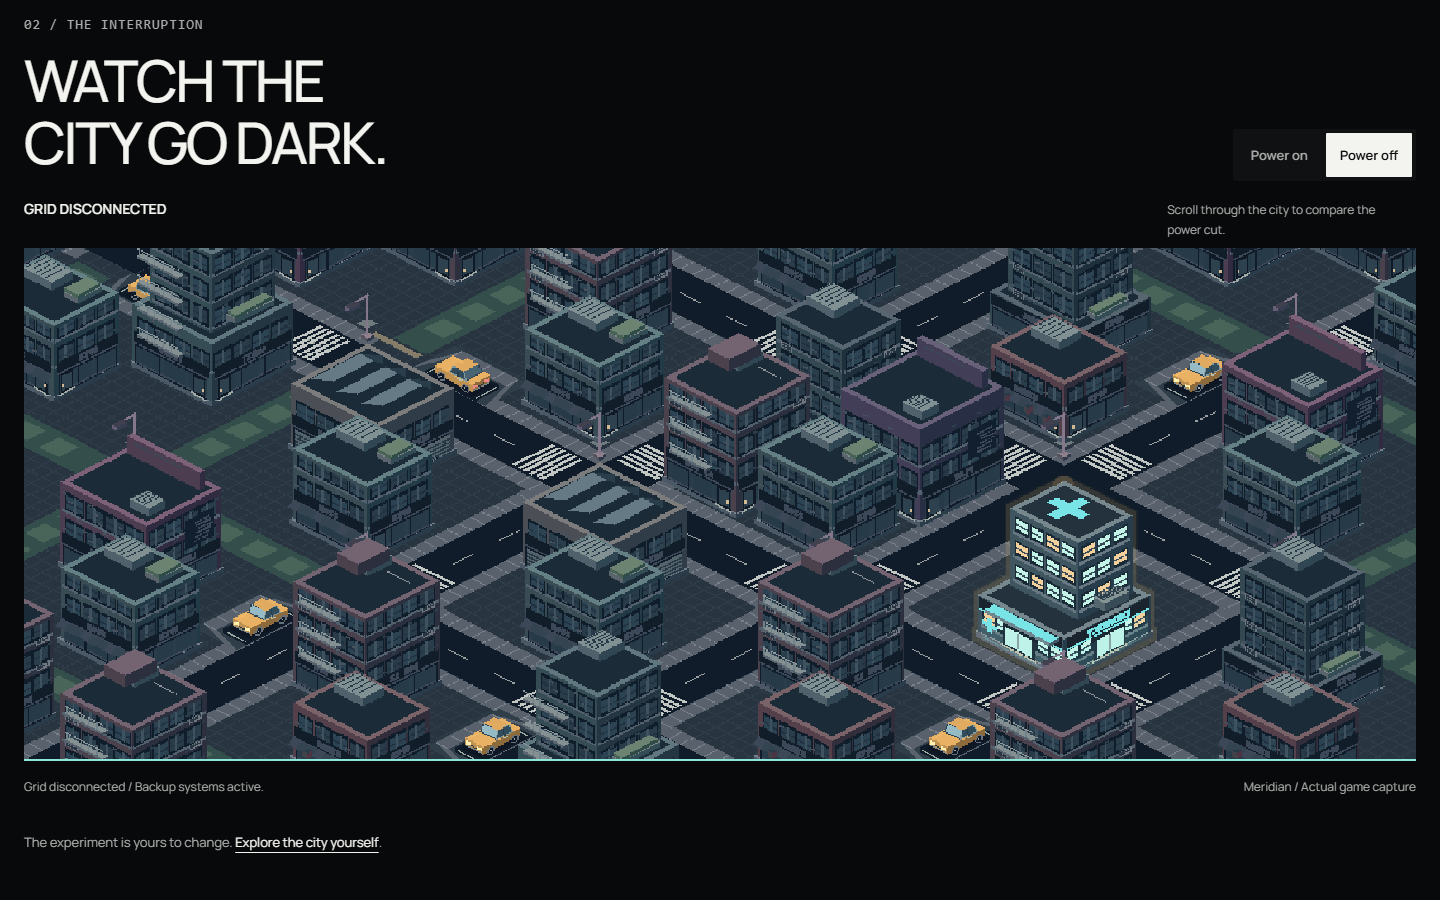 02 / THE INTERRUPTION
WATCH THE
CITY GO DARK.
Power on
Power off
GRID DISCONNECTED
Scroll through the city to compare the
power cut.
Grid disconnected / Backup systems active.
Meridian / Actual game capture
The experiment is yours to change. Explore the city yourself.